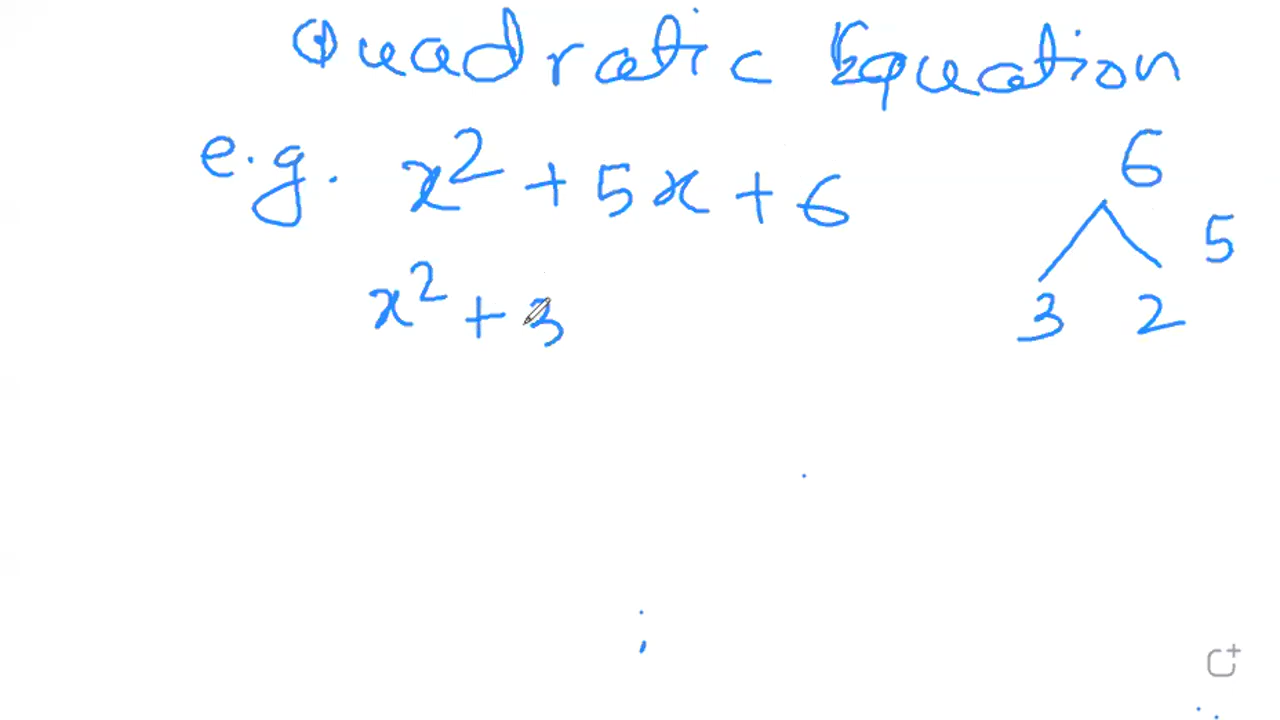 Quadratic Equation
e.g. x² + 5x + 6
6
5
x² + 3
3 2